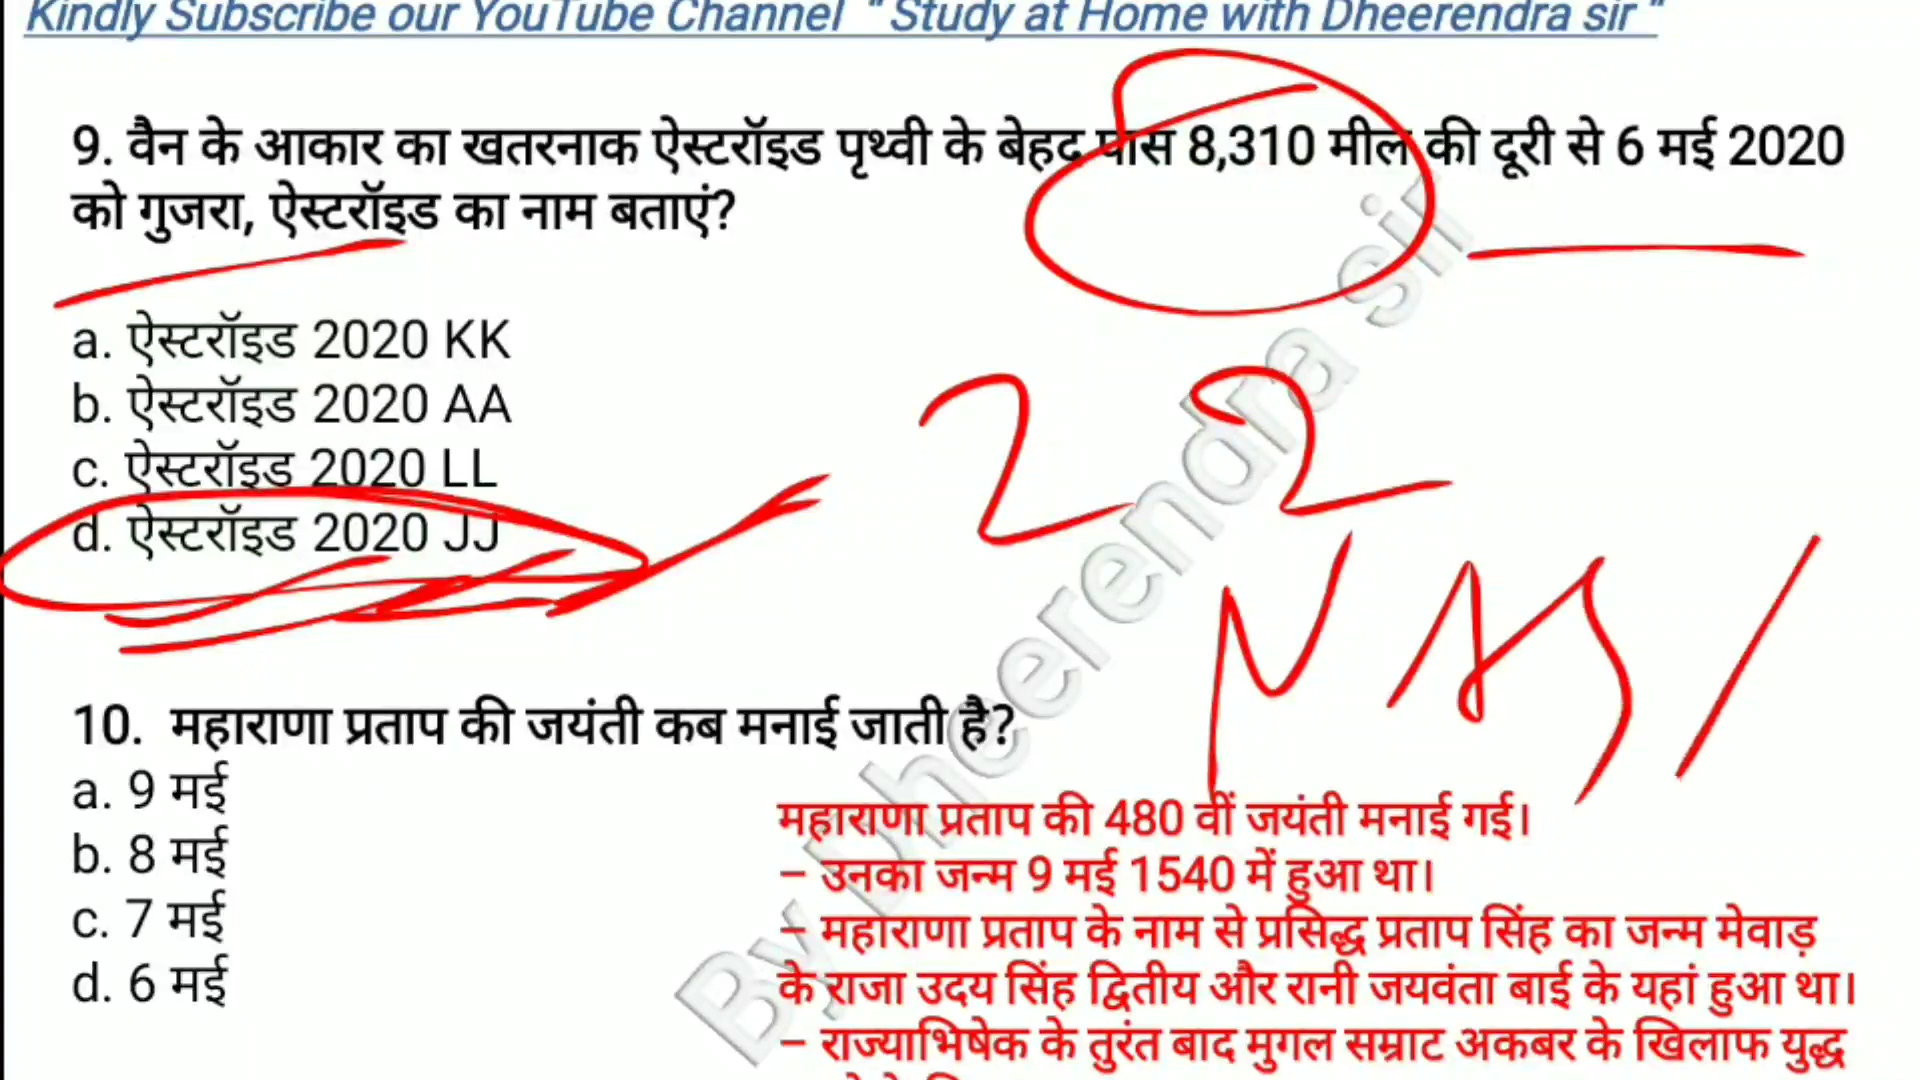 Kindly Subscribe our YouTube Channel " Study at Home with Dheerendra sir "
9. वैन के आकार का खतरनाक ऐस्टरॉइड पृथ्वी के बेहद पास 8,310 मील की दूरी से 6 मई 2020
को गुजरा, ऐस्टरॉइड का नाम बताएं?
a. ऐस्टरॉइड 2020 KK
b. ऐस्टरॉइड 2020 AA
c. ऐस्टरॉइड 2020 LL
d. ऐस्टरॉइड 2020 JJ
22
NAS
10. महाराणा प्रताप की जयंती कब मनाई जाती है?
a. 9 मई
b. 8 मई
c. 7 मई
d. 6 मई
महाराणा प्रताप की 480 वीं जयंती मनाई गई।
– उनका जन्म 9 मई 1540 में हुआ था।
– महाराणा प्रताप के नाम से प्रसिद्ध प्रताप सिंह का जन्म मेवाड़
के राजा उदय सिंह द्वितीय और रानी जयवंता बाई के यहां हुआ था।
– राज्याभिषेक के तुरंत बाद मुगल सम्राट अकबर के खिलाफ युद्ध
By Dheerendra sir